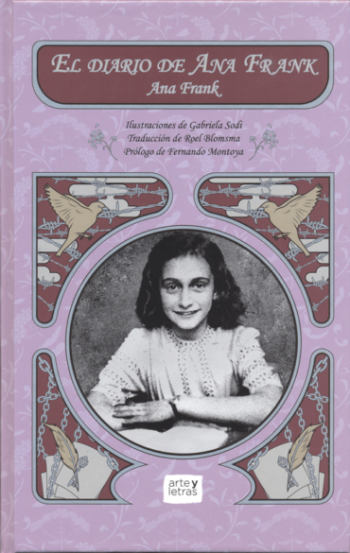 EL DIARIO DE ANA FRANK
Ana Frank
Ilustraciones de Gabriela Sodi
Traducción de Roel Blomsma
Prólogo de Fernando Montoya
arte y
letras